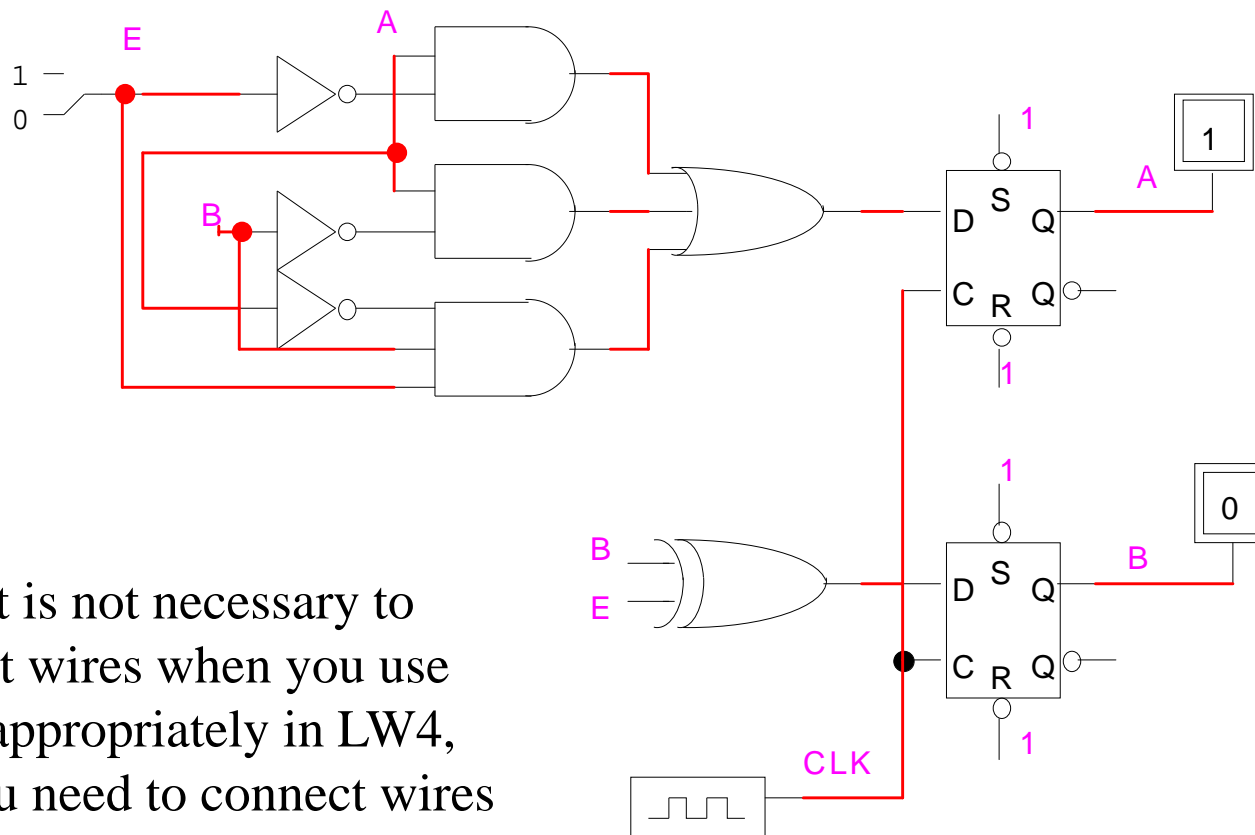 E
A
1
0
B
1
1
A
D
S
Q
C
R
Q
1
1
0
B
E
B
D
S
Q
C
R
Q
1
CLK
t is not necessary to
t wires when you use
appropriately in LW4,
u need to connect wires